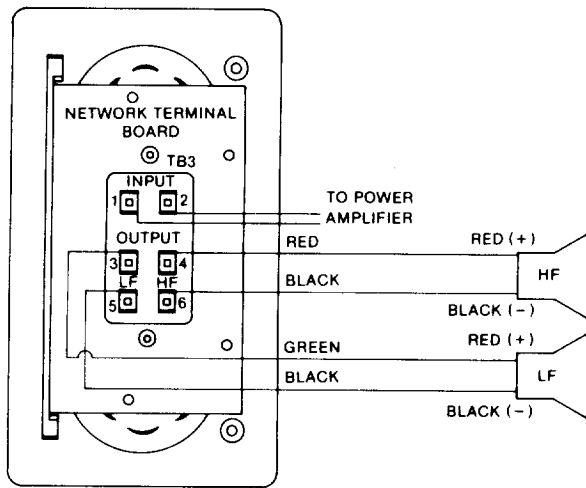 NETWORK TERMINAL
BOARD
TB3
INPUT
1 2
TO POWER
AMPLIFIER
OUTPUT
RED RED (+)
3 4
HF
LF HF
BLACK
5 6
BLACK (-)
GREEN RED (+)
BLACK LF
BLACK (-)